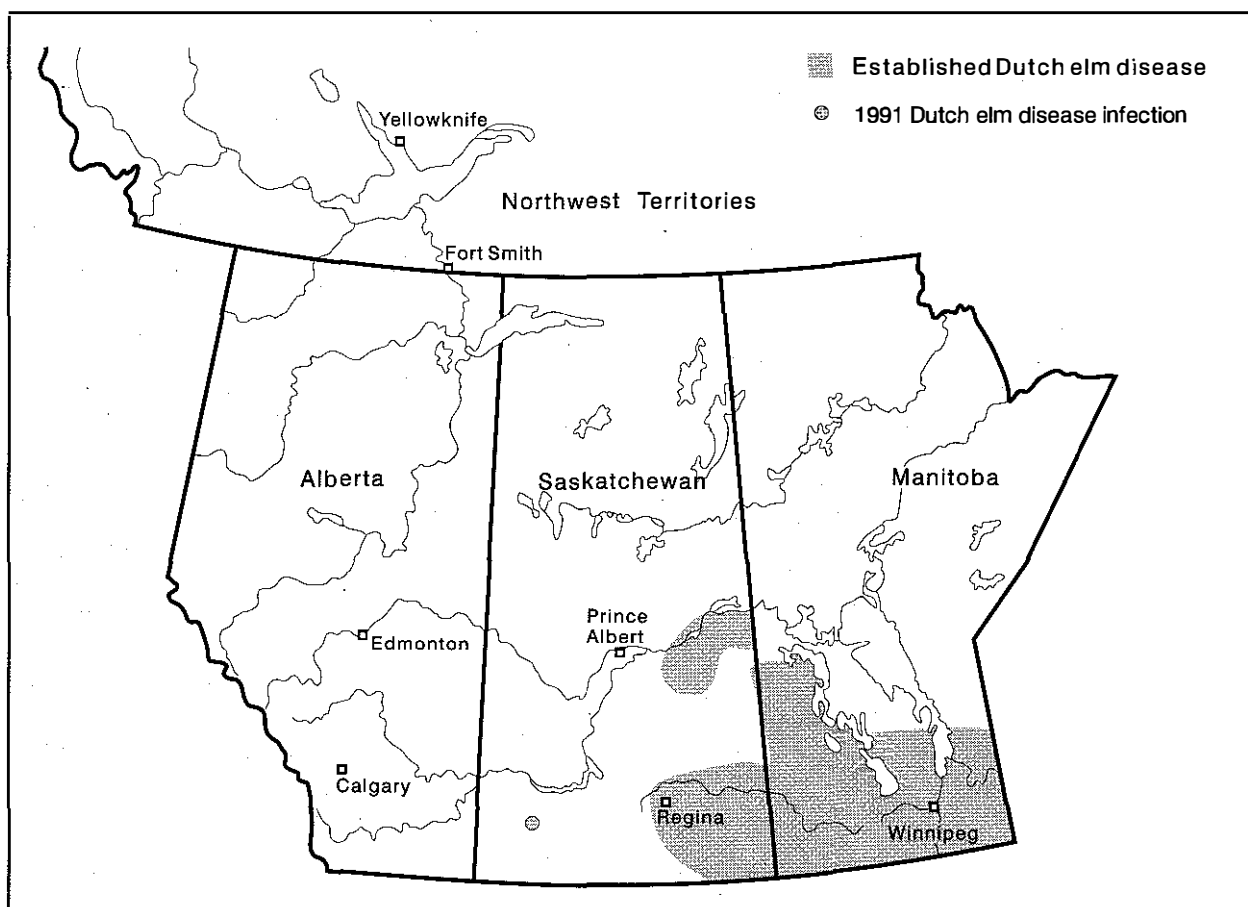 Established Dutch elm disease
1991 Dutch elm disease infection
Yellowknife
Northwest Territories
Fort Smith
Alberta
Saskatchewan
Manitoba
Prince
Albert
Edmonton
Calgary
Regina
Winnipeg